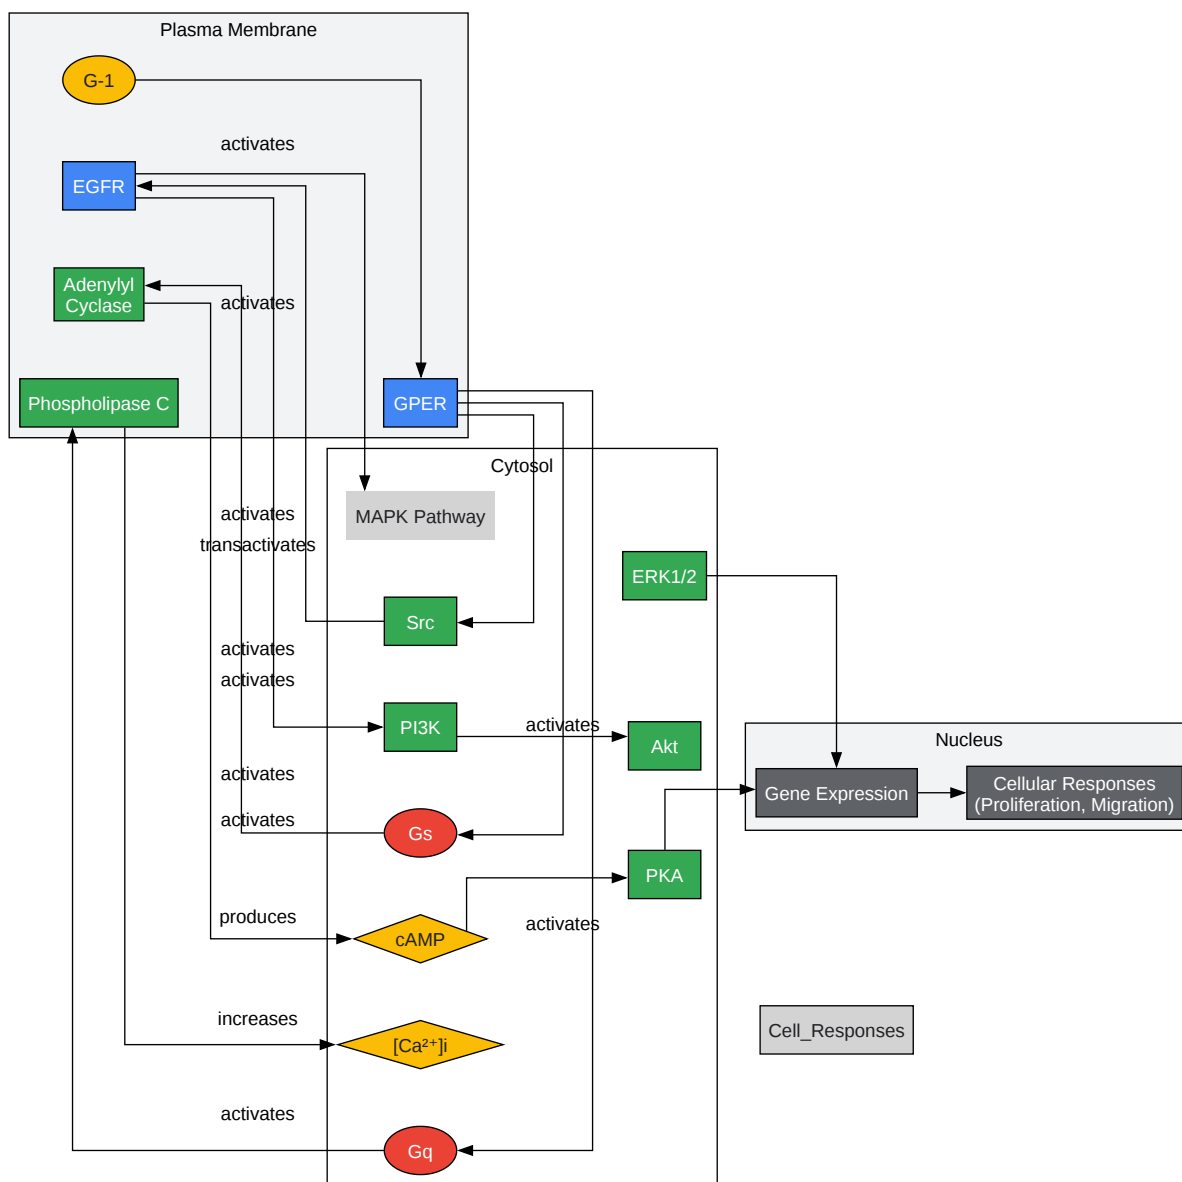 Plasma Membrane
G-1
activates
EGFR
Adenylyl
Cyclase
activates
Phospholipase C
GPER
Cytosol
activates
MAPK Pathway
transactivates
ERK1/2
Src
activates
activates
PI3K
activates
Akt
Nucleus
activates
Gene Expression
Cellular Responses
(Proliferation, Migration)
activates
Gs
PKA
produces
activates
cAMP
increases
Cell_Responses
[Ca²⁺]i
activates
Gq